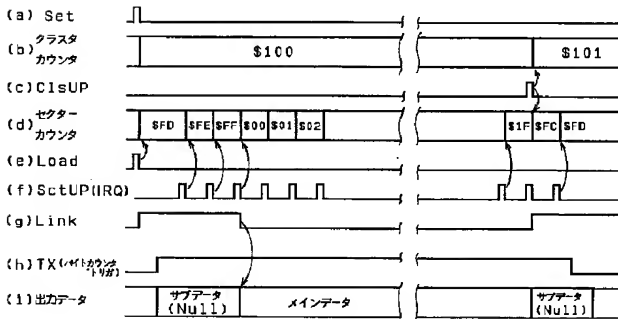 (a) Set
(b) クラスタ カウンタ $100 $101
(c) ClsUP
(d) セクター カウンタ $FD $FE $FF $00 $01 $02 $1F $FC $FD
(e) Load
(f) SctUP(IRQ)
(g) Link
(h) TX(バイトカウンタ トリガ)
(i) 出力データ サブデータ (Null) メインデータ サブデータ (Null)